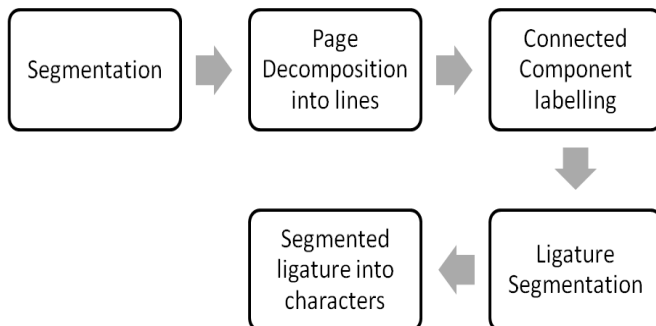 Segmentation
Page
Decomposition
into lines
Connected
Component
labelling
Ligature
Segmentation
Segmented
ligature into
characters